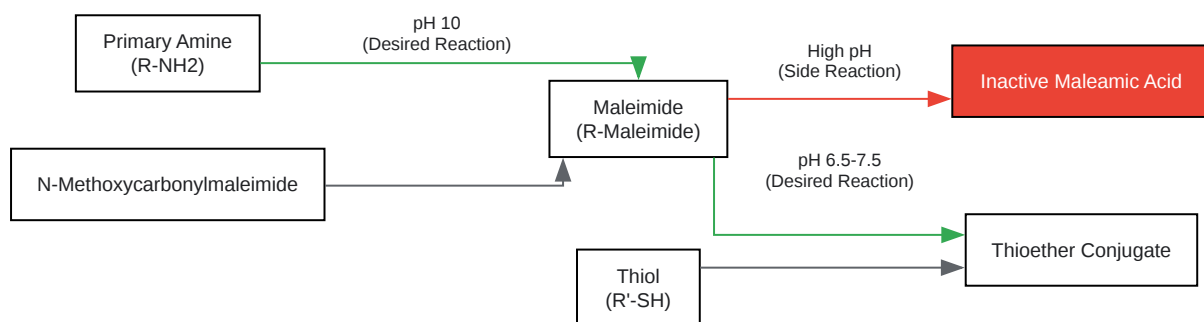 Primary Amine
(R-NH2)
pH 10
(Desired Reaction)
High pH
(Side Reaction)
Inactive Maleamic Acid
Maleimide
(R-Maleimide)
N-Methoxycarbonylmaleimide
pH 6.5-7.5
(Desired Reaction)
Thioether Conjugate
Thiol
(R'-SH)